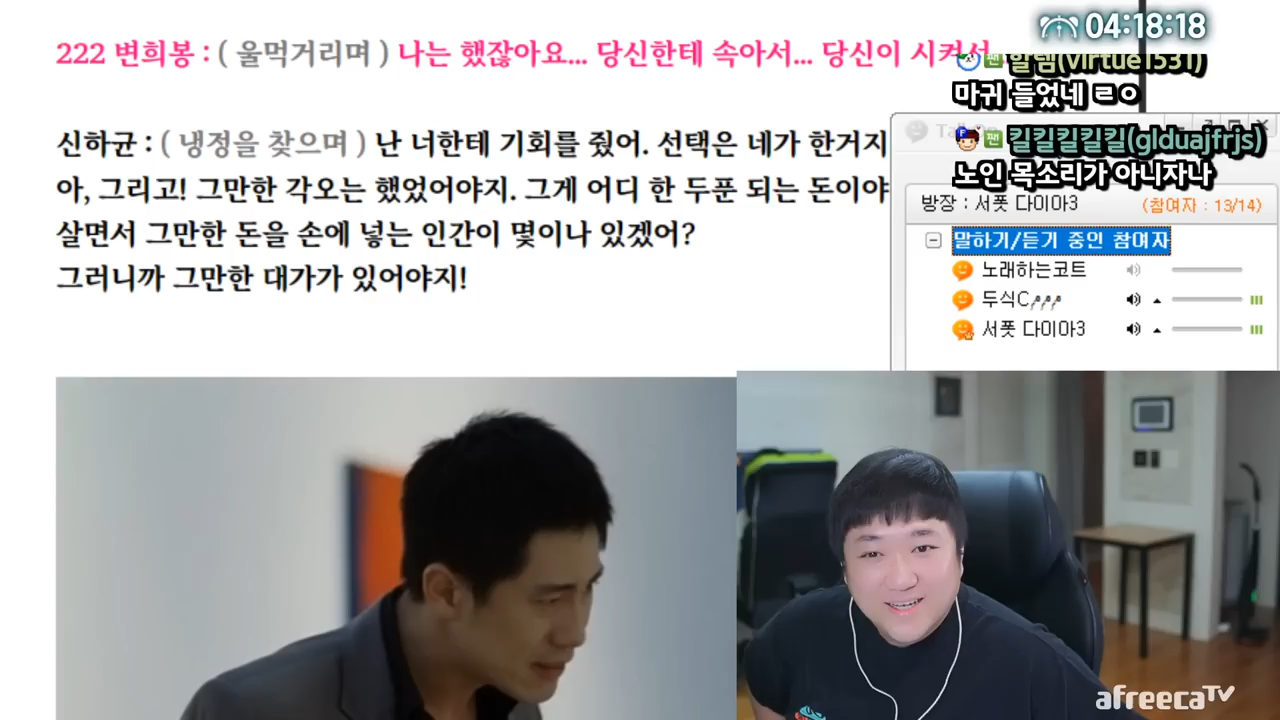 04:18:18
222 변희봉 : ( 울먹거리며 ) 나는 했잖아요... 당신한테 속아서... 당신이 시켜서
할렘(virtue1531)
마귀 들었네 ㄹㅇ
신하균 : ( 냉정을 찾으며 ) 난 너한테 기회를 줬어. 선택은 네가 한거지
아, 그리고! 그만한 각오는 했었어야지. 그게 어디 한 두푼 되는 돈이야
살면서 그만한 돈을 손에 넣는 인간이 몇이나 있겠어?
그러니까 그만한 대가가 있어야지!
팬 킬킬킬킬킬(glduajfrjs)
노인 목소리가 아니자나
방장 : 서폿 다이아3 (참여자 : 13/14)
말하기/듣기 중인 참여자
노래하는코트
두식C
서폿 다이아3
afreecaTV